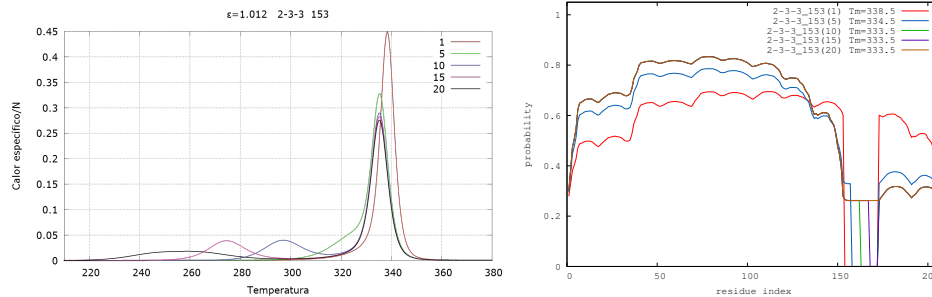 ε=1.012 2-3-3 153
0.45
0.4
0.35
0.3
0.25
0.2
0.15
0.1
0.05
0
Calor específico/N
220 240 260 280 300 320 340 360 380
Temperatura
1
5
10
15
20
2-3-3_153(1) Tm=338.5
2-3-3_153(5) Tm=334.5
2-3-3_153(10) Tm=333.5
2-3-3_153(15) Tm=333.5
2-3-3_153(20) Tm=333.5
1
0.8
0.6
0.4
0.2
0
probability
0 50 100 150
residue index